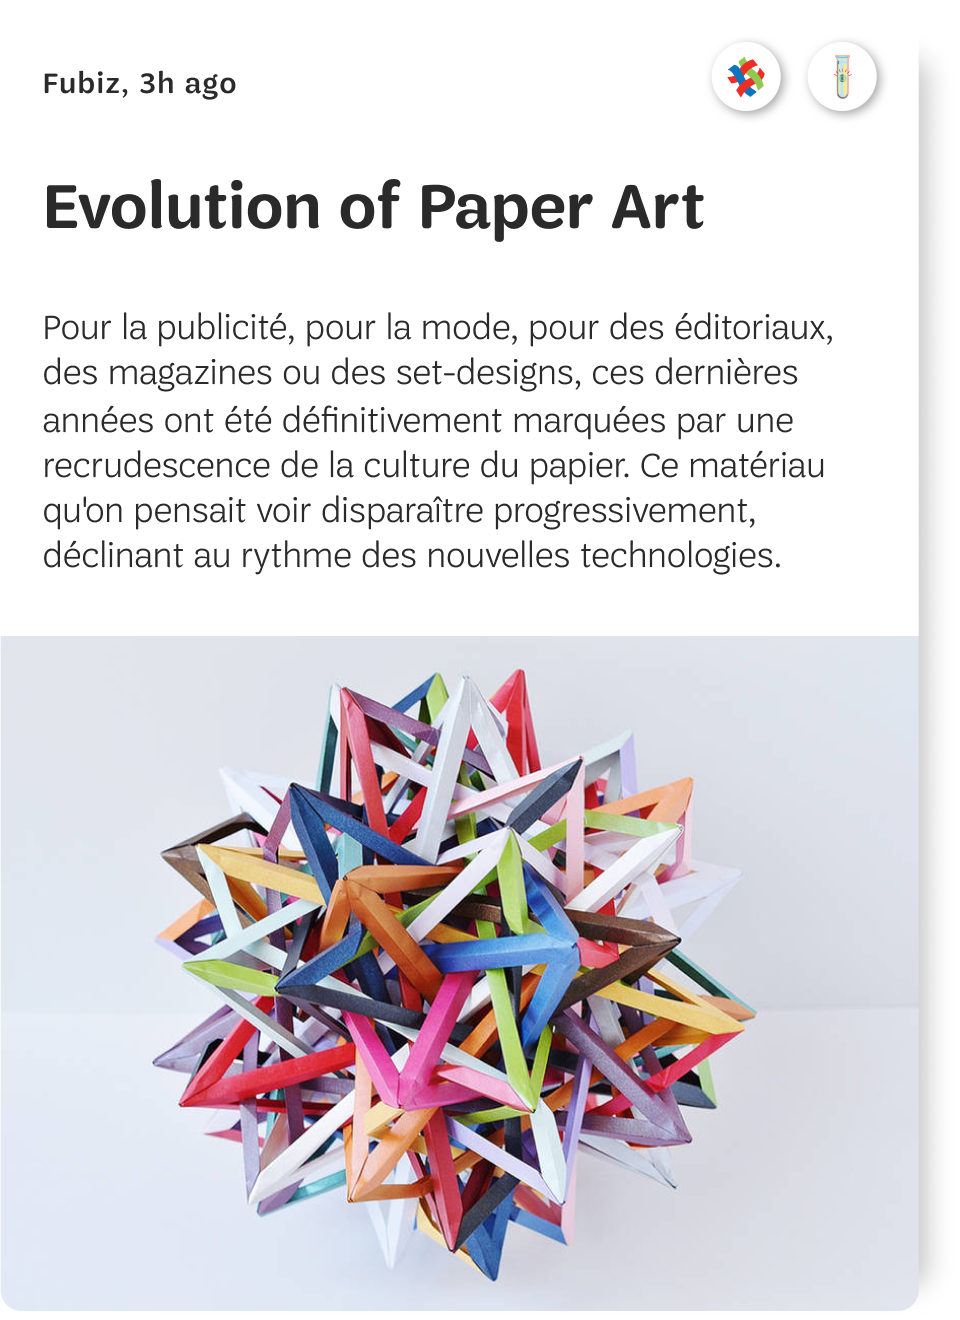 Fubiz, 3h ago
Evolution of Paper Art
Pour la publicité, pour la mode, pour des éditoriaux,
des magazines ou des set-designs, ces dernières
années ont été définitivement marquées par une
recrudescence de la culture du papier. Ce matériau
qu'on pensait voir disparaître progressivement,
déclinant au rythme des nouvelles technologies.